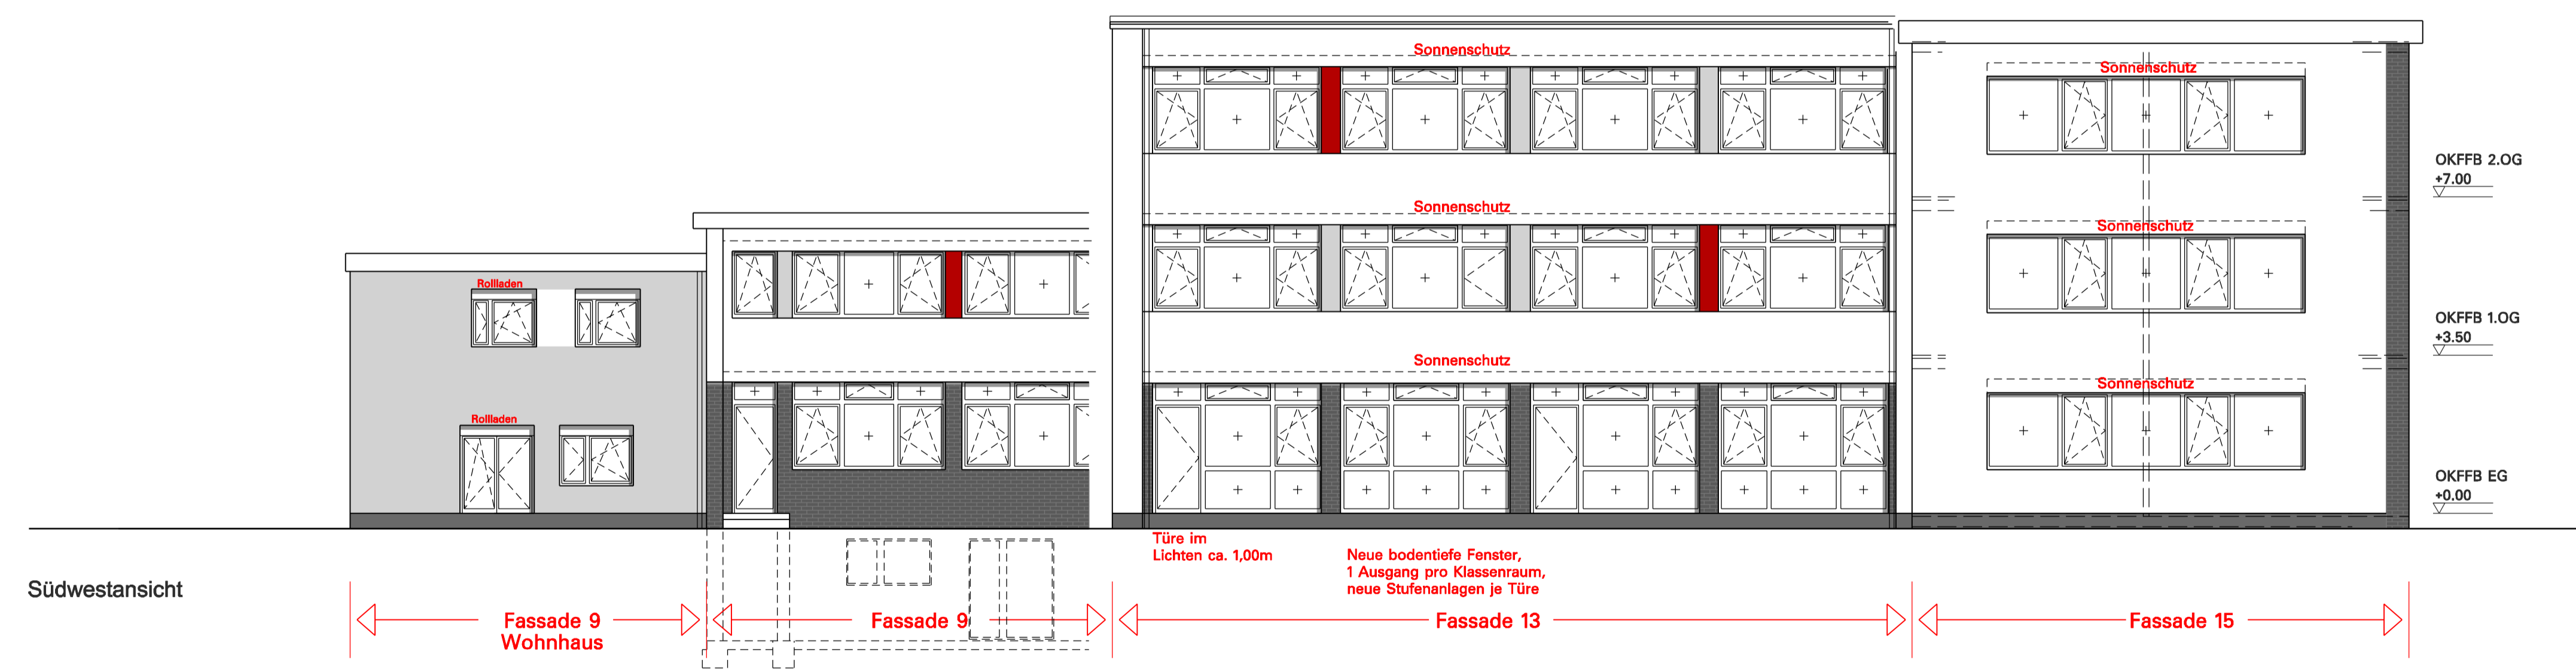 Sonnenschutz
Sonnenschutz
OKFFB 2.OG
+7.00
Sonnenschutz
Sonnenschutz
Rollladen
OKFFB 1.OG
+3.50
Sonnenschutz
Sonnenschutz
Rollladen
OKFFB EG
+0.00
Türe im
Lichten ca. 1,00m
Neue bodentiefe Fenster,
1 Ausgang pro Klassenraum,
neue Stufenanlagen je Türe
Südwestansicht
Fassade 9
Wohnhaus
Fassade 9
Fassade 13
Fassade 15